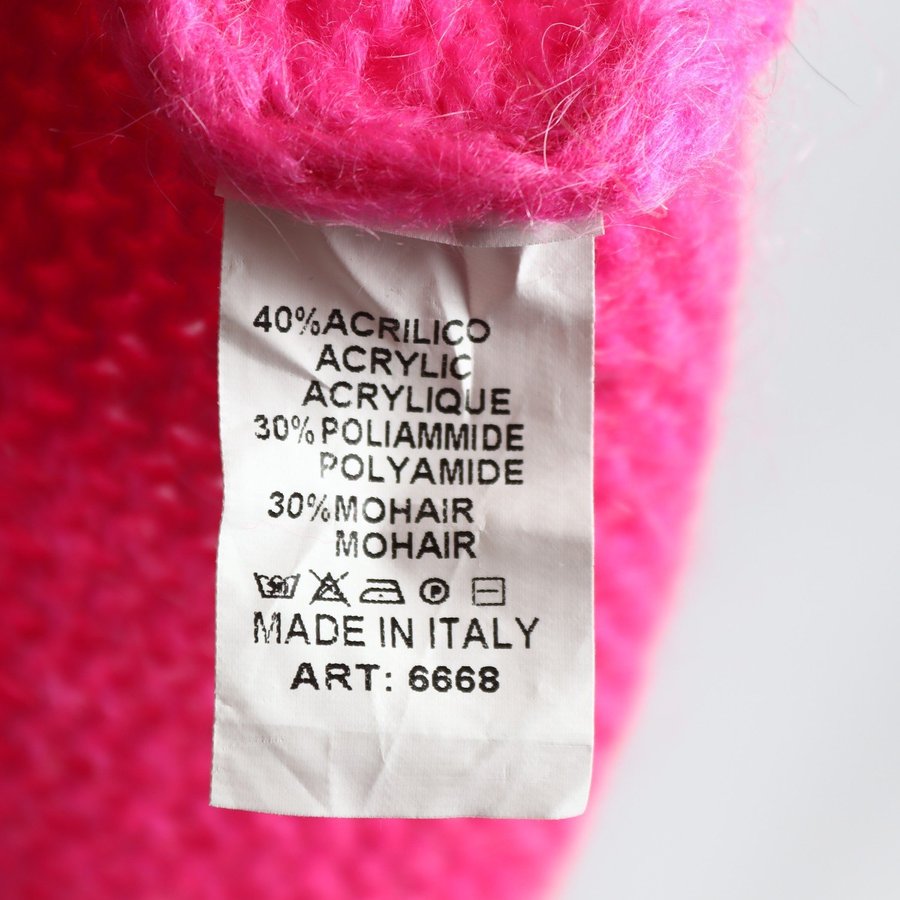 40%ACRILICO
ACRYLIC
ACRYLIQUE
30% POLIAMMIDE
POLYAMIDE
30%MOHAIR
MOHAIR
P
MADE IN ITALY
ART: 6668